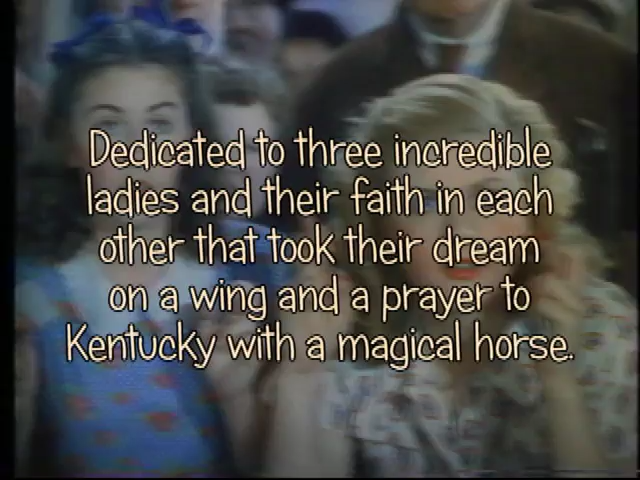 Dedicated to three incredible
ladies and their faith in each
other that took their dream
on a wing and a prayer to
Kentucky with a magical horse.